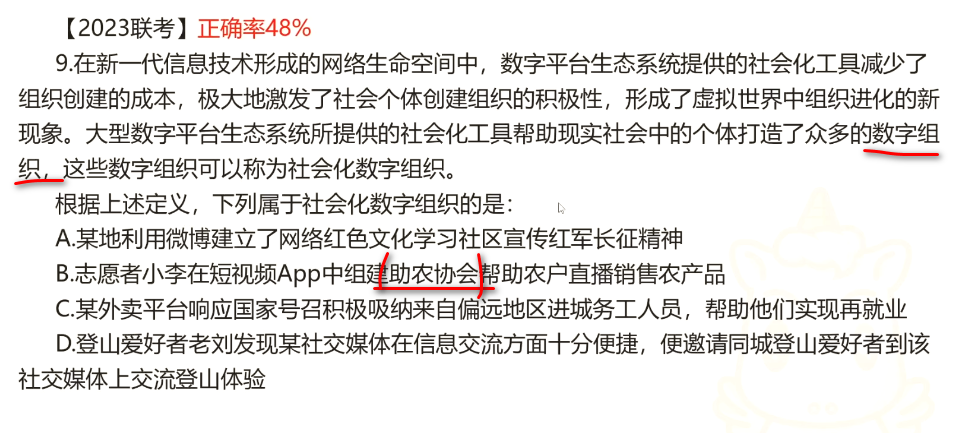 【2023联考】正确率48%
9.在新一代信息技术形成的网络生命空间中，数字平台生态系统提供的社会化工具减少了
组织创建的成本，极大地激发了社会个体创建组织的积极性，形成了虚拟世界中组织进化的新
现象。大型数字平台生态系统所提供的社会化工具帮助现实社会中的个体打造了众多的数字组
织，这些数字组织可以称为社会化数字组织。
根据上述定义，下列属于社会化数字组织的是：
A.某地利用微博建立了网络红色文化学习社区宣传红军长征精神
B.志愿者小李在短视频App中组建助农协会帮助农户直播销售农产品
C.某外卖平台响应国家号召积极吸纳来自偏远地区进城务工人员，帮助他们实现再就业
D.登山爱好者老刘发现某社交媒体在信息交流方面十分便捷，便邀请同城登山爱好者到该
社交媒体上交流登山体验